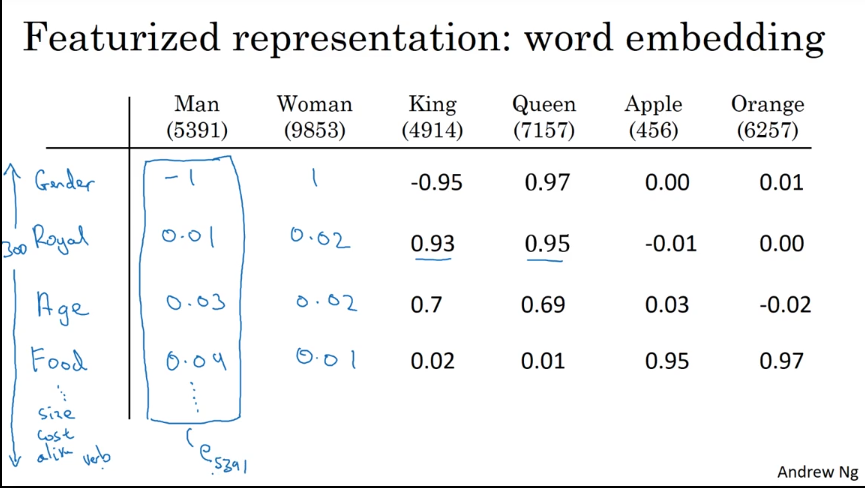 Featurized representation: word embedding
Man Woman King Queen Apple Orange
(5391) (9853) (4914) (7157) (456) (6257)
Gender -1 1 -0.95 0.97 0.00 0.01
300 Royal 0.01 0.02 0.93 0.95 -0.01 0.00
Age 0.03 0.02 0.7 0.69 0.03 -0.02
Food 0.04 0.01 0.02 0.01 0.95 0.97
size
cost
alive verb
e5391
Andrew Ng